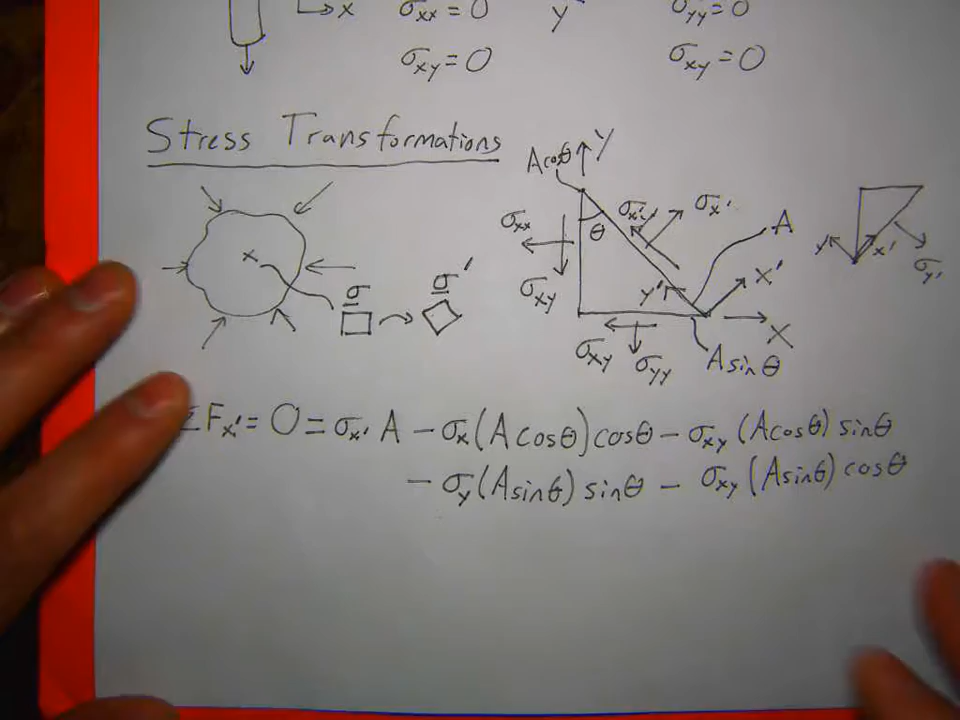 x σxx = 0 y σyy = 0
σxy = 0 σxy = 0
Stress Transformations
A cosθ Y
σxx θ σx'y' σx' A
σ σ' σxy y' x' y' x' σy'
X
σxy σyy A sinθ
ΣFx' = 0 = σx' A − σx (A cosθ) cosθ − σxy (A cosθ) sinθ
− σy (A sinθ) sinθ − σxy (A sinθ) cosθ